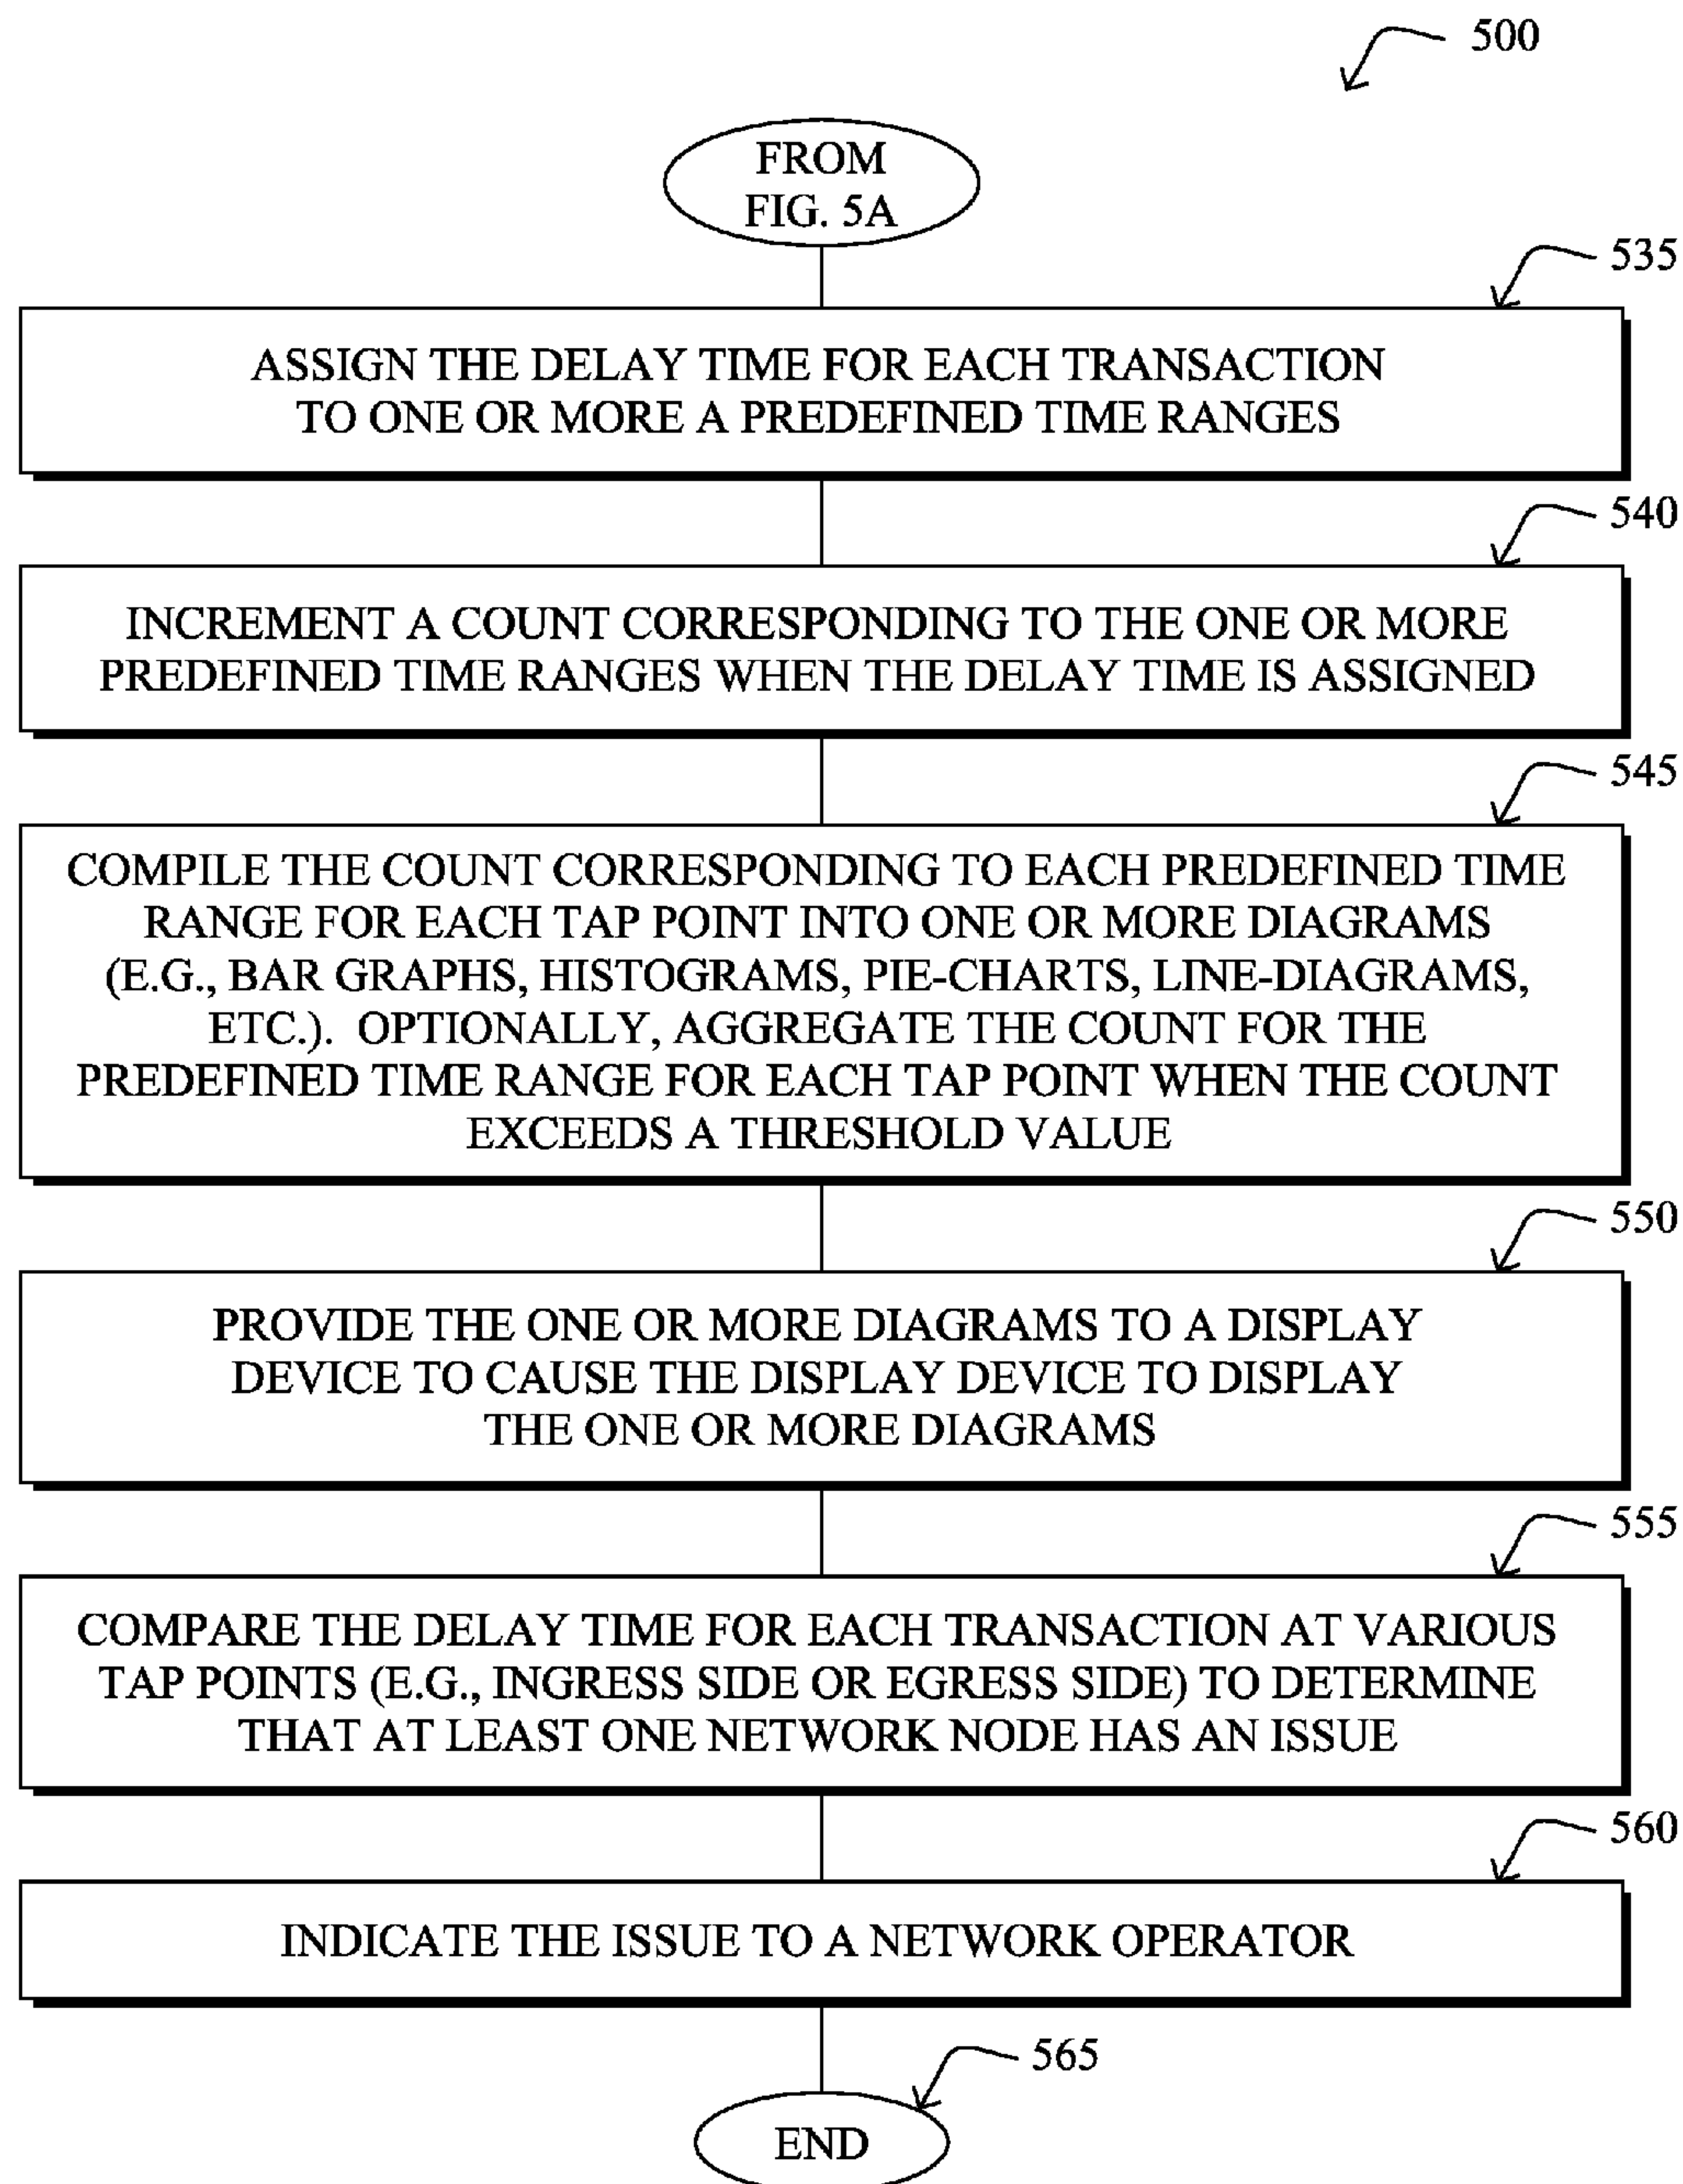 500
FROM
FIG. 5A
535
ASSIGN THE DELAY TIME FOR EACH TRANSACTION
TO ONE OR MORE A PREDEFINED TIME RANGES
540
INCREMENT A COUNT CORRESPONDING TO THE ONE OR MORE
PREDEFINED TIME RANGES WHEN THE DELAY TIME IS ASSIGNED
545
COMPILE THE COUNT CORRESPONDING TO EACH PREDEFINED TIME
RANGE FOR EACH TAP POINT INTO ONE OR MORE DIAGRAMS
(E.G., BAR GRAPHS, HISTOGRAMS, PIE-CHARTS, LINE-DIAGRAMS,
ETC.). OPTIONALLY, AGGREGATE THE COUNT FOR THE
PREDEFINED TIME RANGE FOR EACH TAP POINT WHEN THE COUNT
EXCEEDS A THRESHOLD VALUE
550
PROVIDE THE ONE OR MORE DIAGRAMS TO A DISPLAY
DEVICE TO CAUSE THE DISPLAY DEVICE TO DISPLAY
THE ONE OR MORE DIAGRAMS
555
COMPARE THE DELAY TIME FOR EACH TRANSACTION AT VARIOUS
TAP POINTS (E.G., INGRESS SIDE OR EGRESS SIDE) TO DETERMINE
THAT AT LEAST ONE NETWORK NODE HAS AN ISSUE
560
INDICATE THE ISSUE TO A NETWORK OPERATOR
565
END